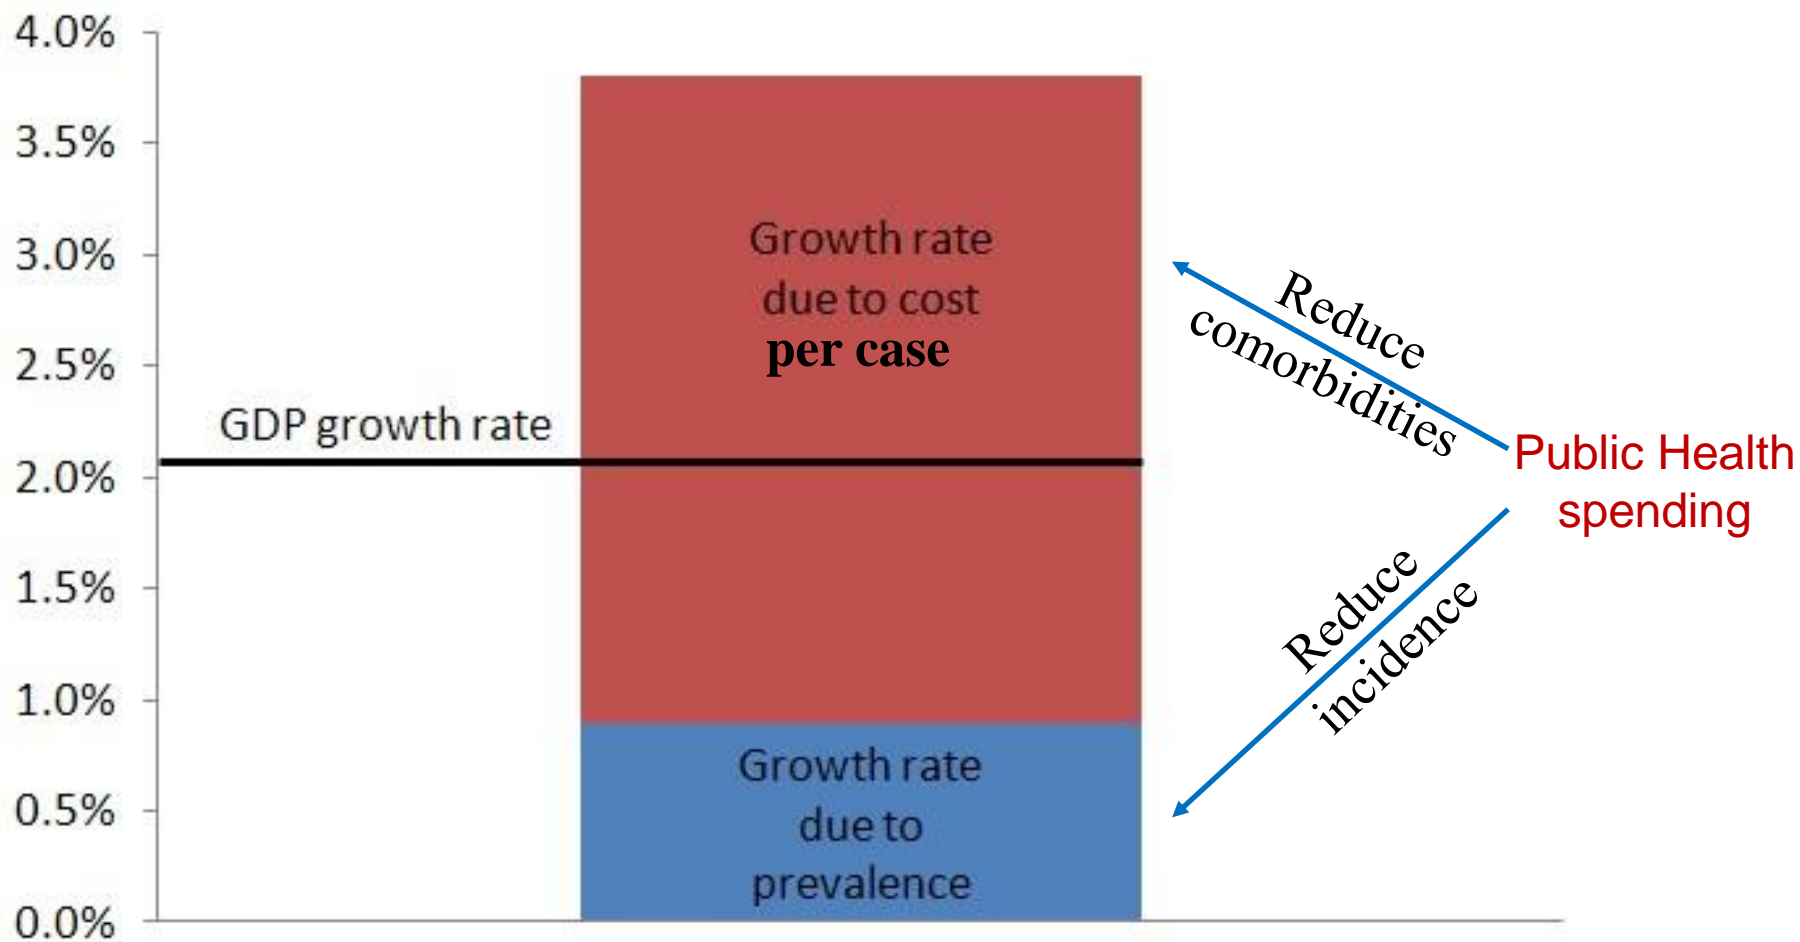 4.0%
3.5%
3.0%
2.5%
2.0%
1.5%
1.0%
0.5%
0.0%
GDP growth rate
Growth rate
due to cost
per case
Growth rate
due to
prevalence
Reduce
comorbidities
Public Health
spending
Reduce
incidence